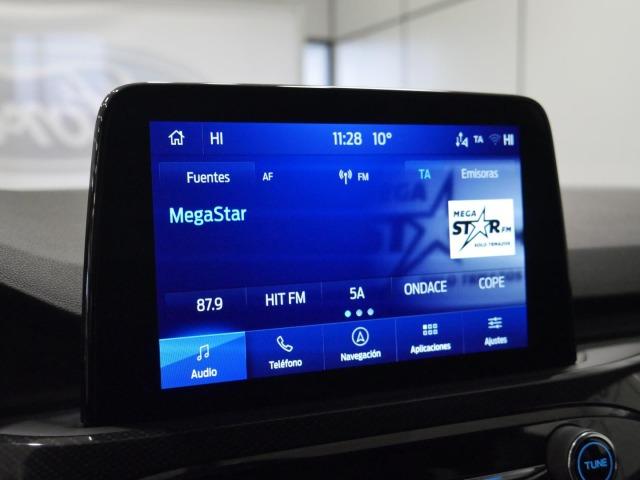 HI 11:28 10° TA HI
Fuentes AF FM TA Emisoras
MegaStar
MEGA
STAR FM
SOLO TEMAZOS
87.9 HIT FM 5A ONDACE COPE
Audio Teléfono Navegación Aplicaciones Ajustes
TUNE